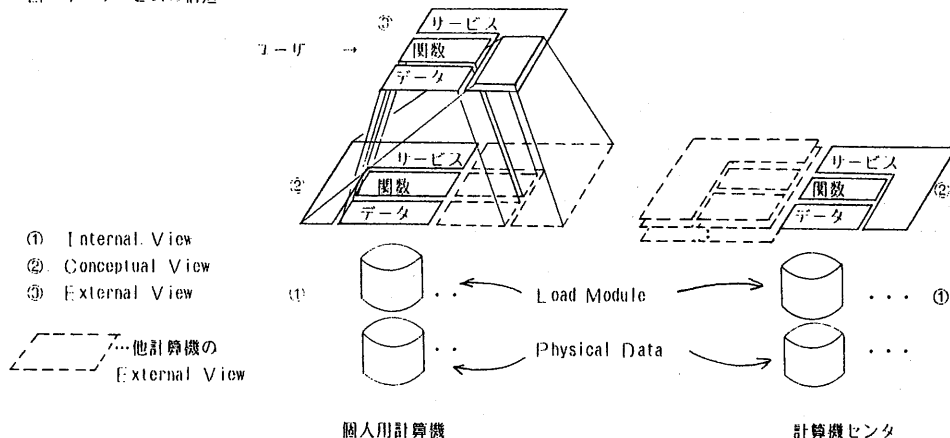 ③ サービス
ユーザ → 関数
データ
② サービス
関数
データ
サービス
関数 ②
データ
① Internal View
② Conceptual View
③ External View
…他計算機の
External View
① ‥ Load Module ... ①
‥ Physical Data ...
個人用計算機
計算機センタ